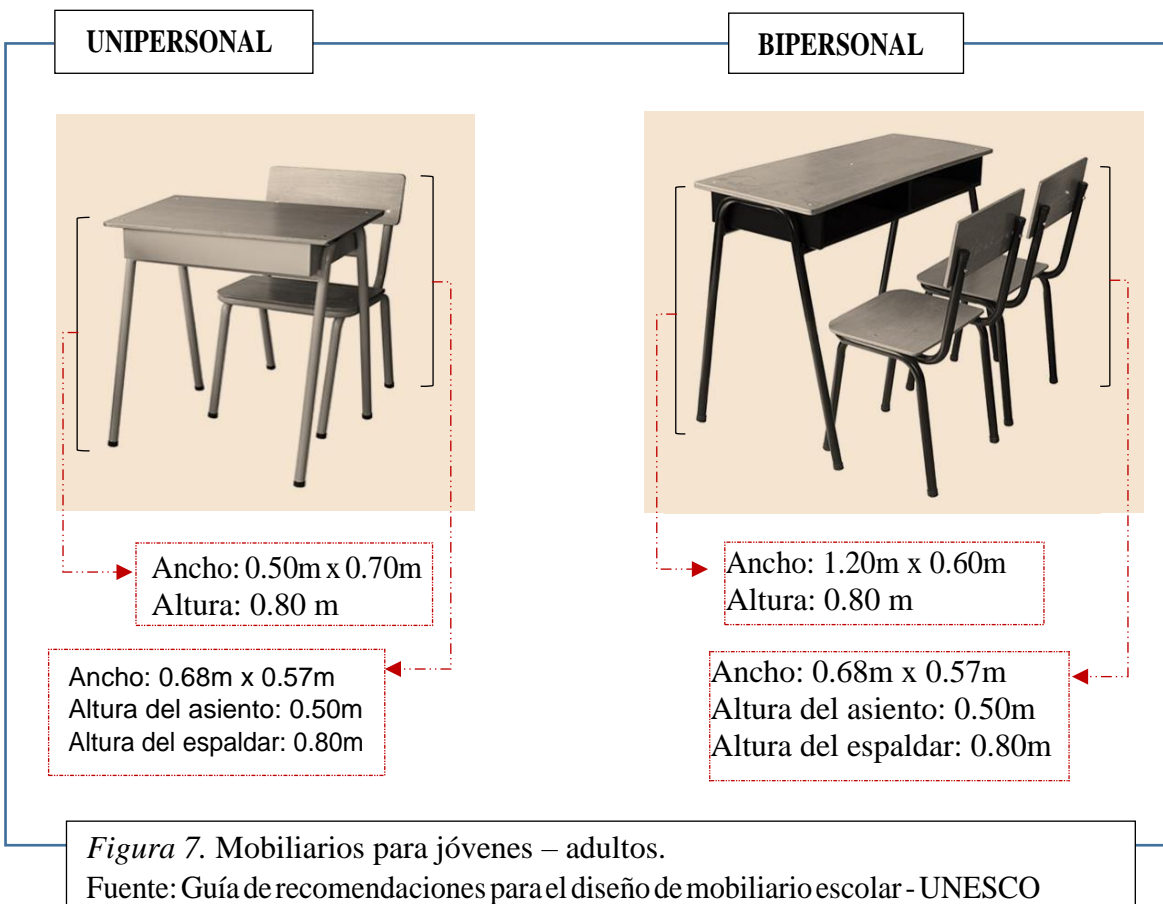 UNIPERSONAL
BIPERSONAL
Ancho: 0.50m x 0.70m
Altura: 0.80 m
Ancho: 0.68m x 0.57m
Altura del asiento: 0.50m
Altura del espaldar: 0.80m
Ancho: 1.20m x 0.60m
Altura: 0.80 m
Ancho: 0.68m x 0.57m
Altura del asiento: 0.50m
Altura del espaldar: 0.80m
Figura 7. Mobiliarios para jóvenes – adultos.
Fuente: Guía de recomendaciones para el diseño de mobiliario escolar - UNESCO